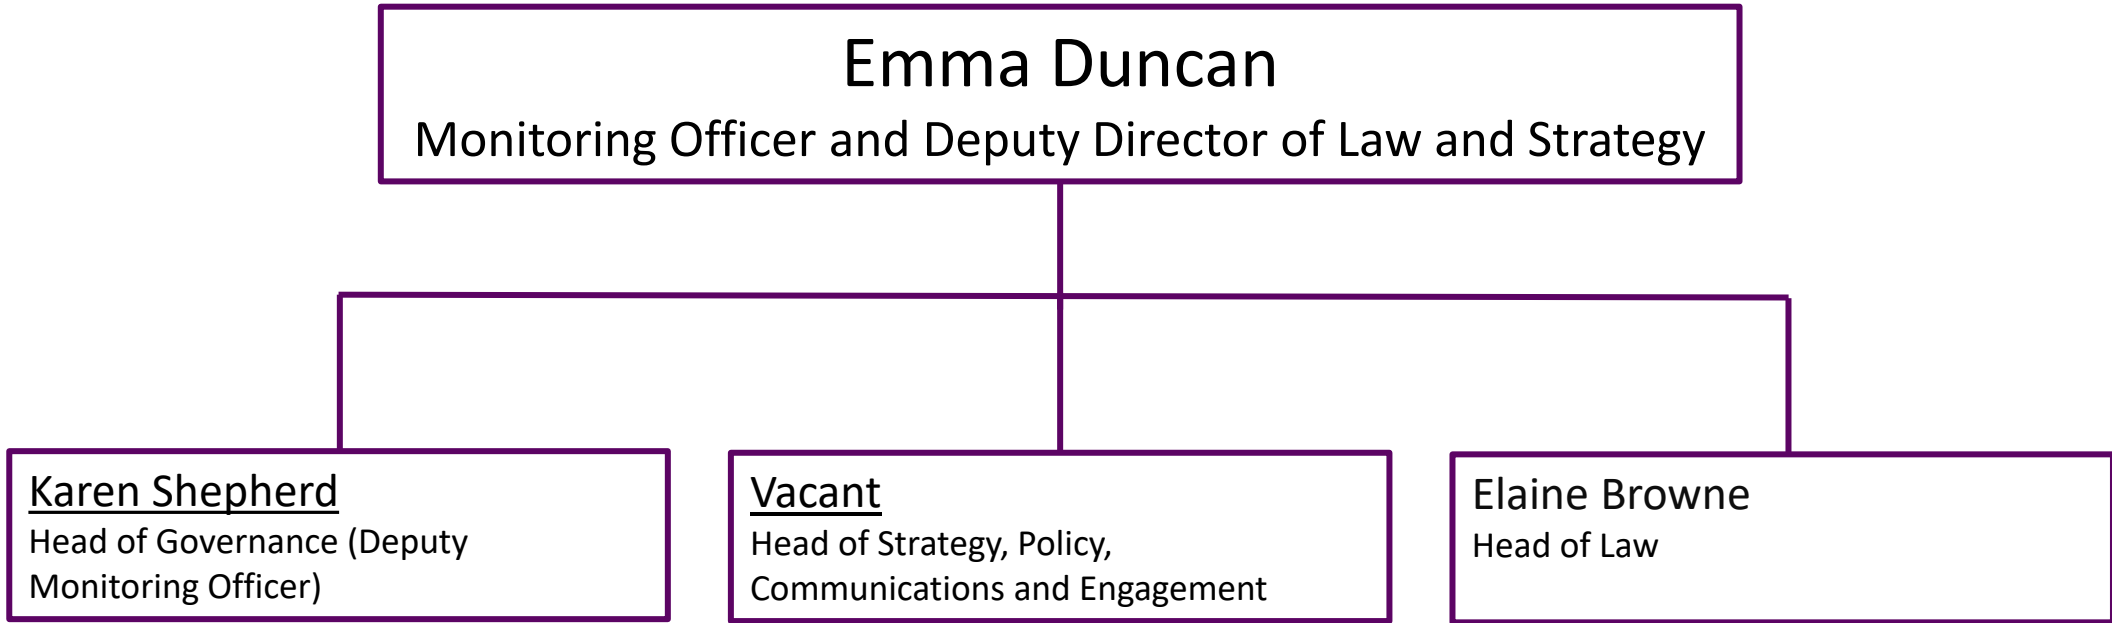 Emma Duncan
Monitoring Officer and Deputy Director of Law and Strategy
Karen Shepherd
Head of Governance (Deputy
Monitoring Officer)
Vacant
Head of Strategy, Policy,
Communications and Engagement
Elaine Browne
Head of Law